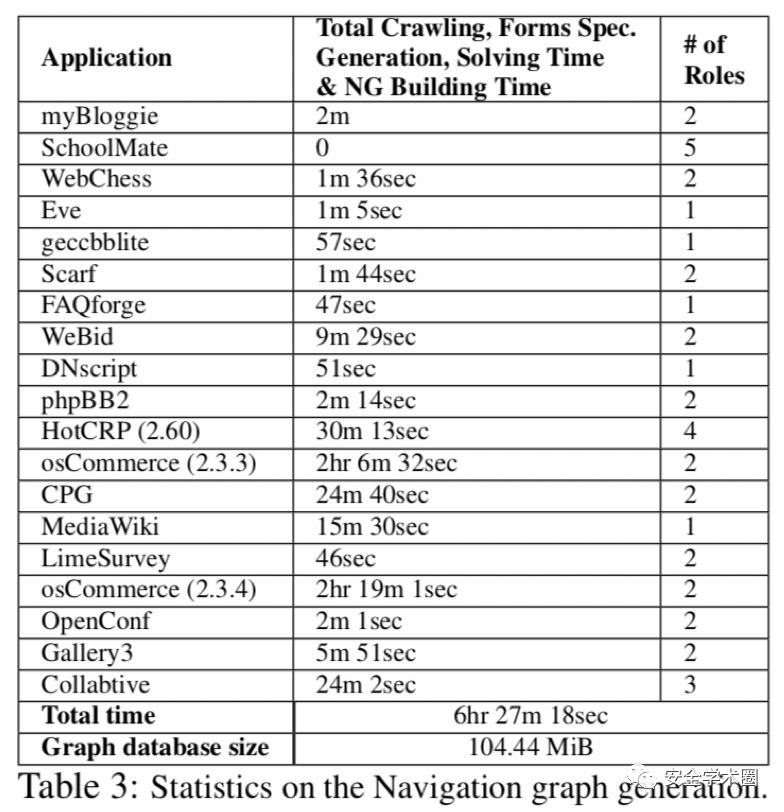 Application Total Crawling, Forms Spec. Generation, Solving Time & NG Building Time # of Roles
myBloggie 2m 2
SchoolMate 0 5
WebChess 1m 36sec 2
Eve 1m 5sec 1
geccbblite 57sec 1
Scarf 1m 44sec 2
FAQforge 47sec 1
WeBid 9m 29sec 2
DNscript 51sec 1
phpBB2 2m 14sec 2
HotCRP (2.60) 30m 13sec 4
osCommerce (2.3.3) 2hr 6m 32sec 2
CPG 24m 40sec 2
MediaWiki 15m 30sec 1
LimeSurvey 46sec 2
osCommerce (2.3.4) 2hr 19m 1sec 2
OpenConf 2m 1sec 2
Gallery3 5m 51sec 2
Collabtive 24m 2sec 3
Total time 6hr 27m 18sec
Graph database size 104.44 MiB
安全学术圈
Table 3: Statistics on the Navigation graph generation.